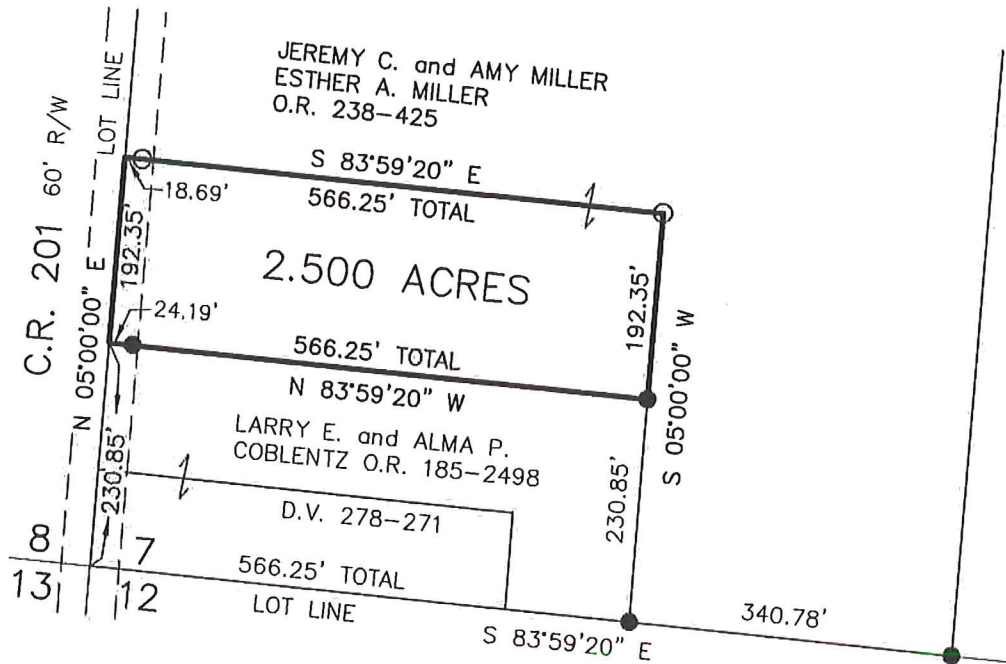 JEREMY C. and AMY MILLER
ESTHER A. MILLER
O.R. 238-425
C.R. 201 60' R/W
LOT LINE
S 83°59'20" E
566.25' TOTAL
18.69'
N 05°00'00" E
192.35'
2.500 ACRES
192.35'
S 05°00'00" W
24.19'
566.25' TOTAL
N 83°59'20" W
LARRY E. and ALMA P.
COBLENTZ O.R. 185-2498
230.85'
230.85'
D.V. 278-271
8
7
13
12
566.25' TOTAL
LOT LINE
S 83°59'20" E
340.78'